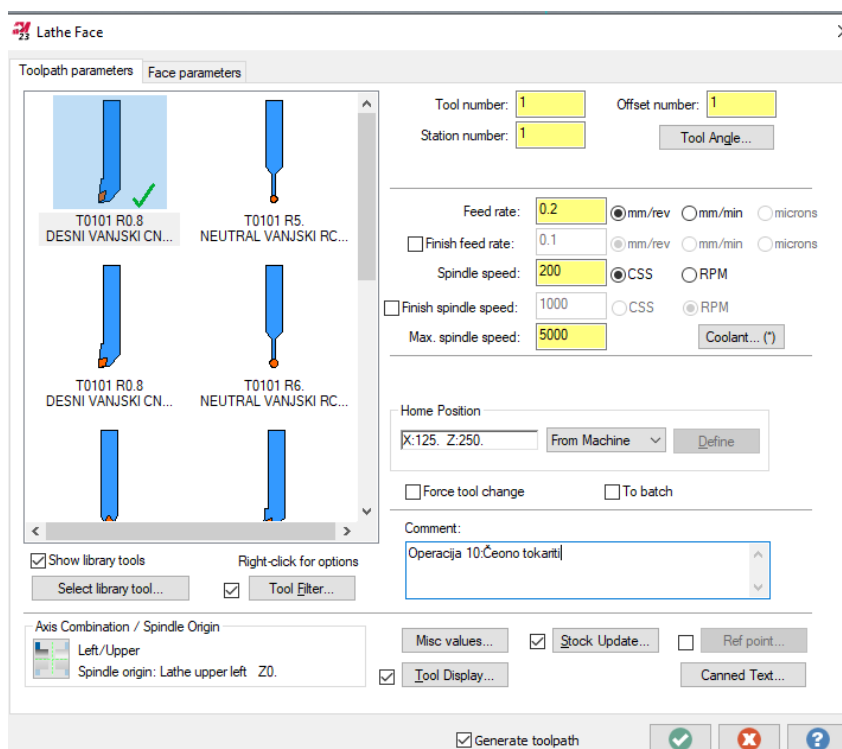 23 Lathe Face
Toolpath parameters Face parameters
T0101 R0.8
DESNI VANJSKI CN...
T0101 R5.
NEUTRAL VANJSKI RC...
T0101 R0.8
DESNI VANJSKI CN...
T0101 R6.
NEUTRAL VANJSKI RC...
Show library tools
Right-click for options
Select library tool...
Tool Filter...
Axis Combination / Spindle Origin
Left/Upper
Spindle origin: Lathe upper left Z0.
Tool number: 1 Offset number: 1
Station number: 1 Tool Angle...
Feed rate: 0.2 mm/rev mm/min microns
Finish feed rate: 0.1 mm/rev mm/min microns
Spindle speed: 200 CSS RPM
Finish spindle speed: 1000 CSS RPM
Max. spindle speed: 5000 Coolant... (*)
Home Position
X:125. Z:250. From Machine Define
Force tool change To batch
Comment:
Operacija 10:Čeono tokariti
Misc values... Stock Update... Ref point...
Tool Display... Canned Text...
Generate toolpath